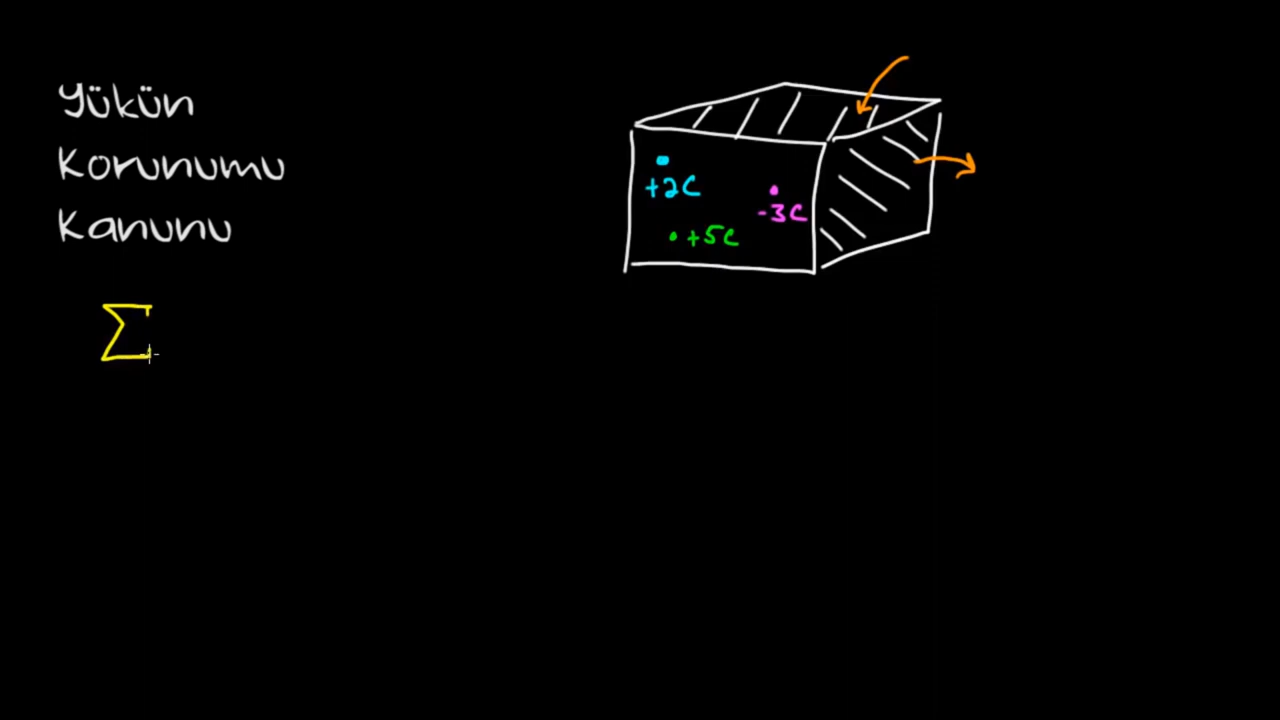 Yükün
Korunumu
Kanunu
+2C
-3C
+5C
Σ